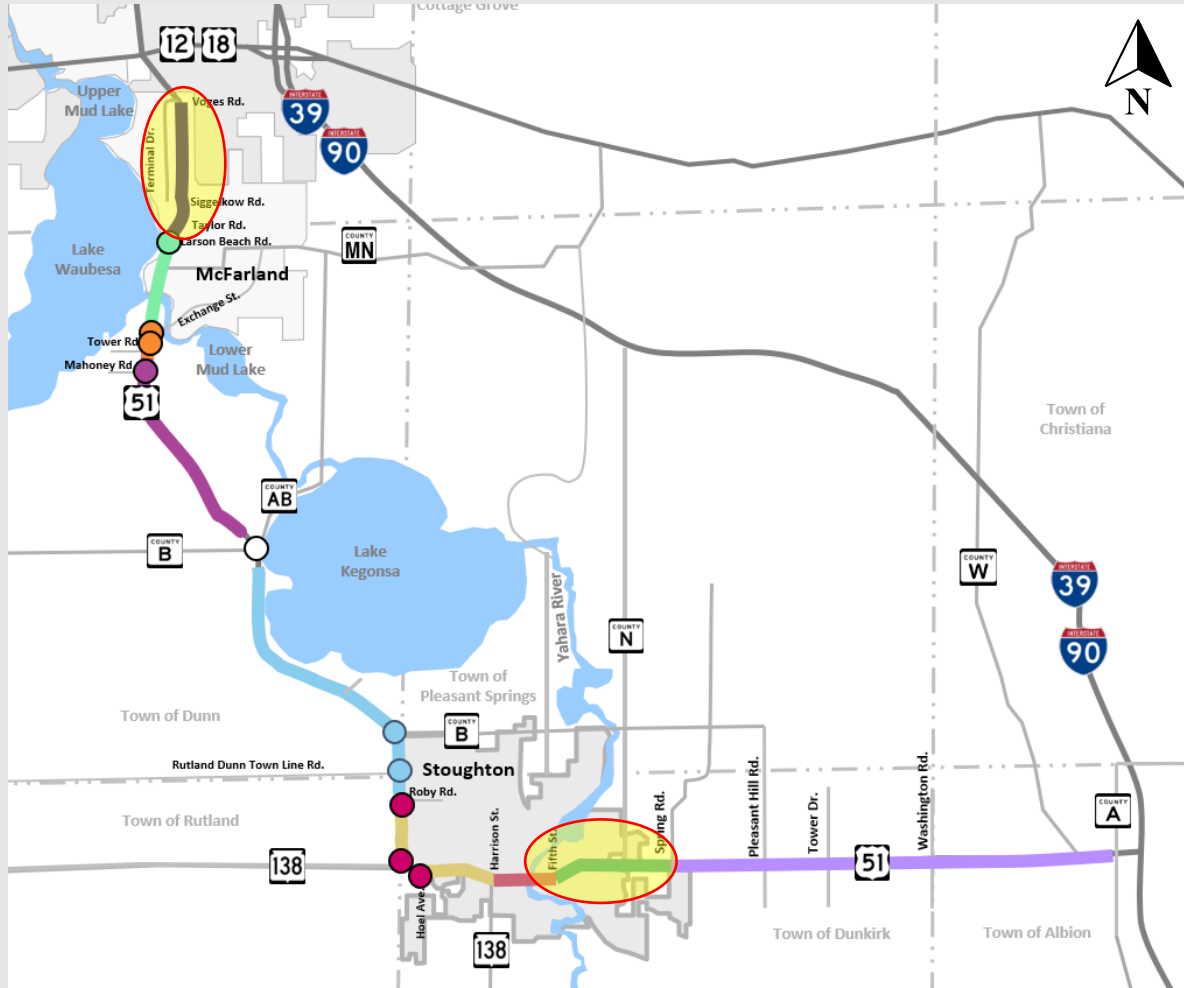 Cottage Grove
12
18
N
Upper
Mud Lake
Voges Rd.
INTERSTATE
39
INTERSTATE
90
Terminal Dr.
Siggelkow Rd.
Taylor Rd.
Larson Beach Rd.
COUNTY
MN
Lake
Waubesa
McFarland
Exchange St.
Tower Rd
Lower
Mud Lake
Mahoney Rd
51
Town of
Christiana
COUNTY
AB
COUNTY
B
Lake
Kegonsa
COUNTY
W
INTERSTATE
39
INTERSTATE
90
Yahara River
COUNTY
N
Town of
Pleasant Springs
Town of Dunn
COUNTY
B
Rutland Dunn Town Line Rd.
Stoughton
Roby Rd.
Town of Rutland
Harrison St.
Fifth St.
Spring Rd.
Pleasant Hill Rd.
Tower Dr.
Washington Rd.
COUNTY
A
138
51
Hoel Ave.
138
Town of Dunkirk
Town of Albion